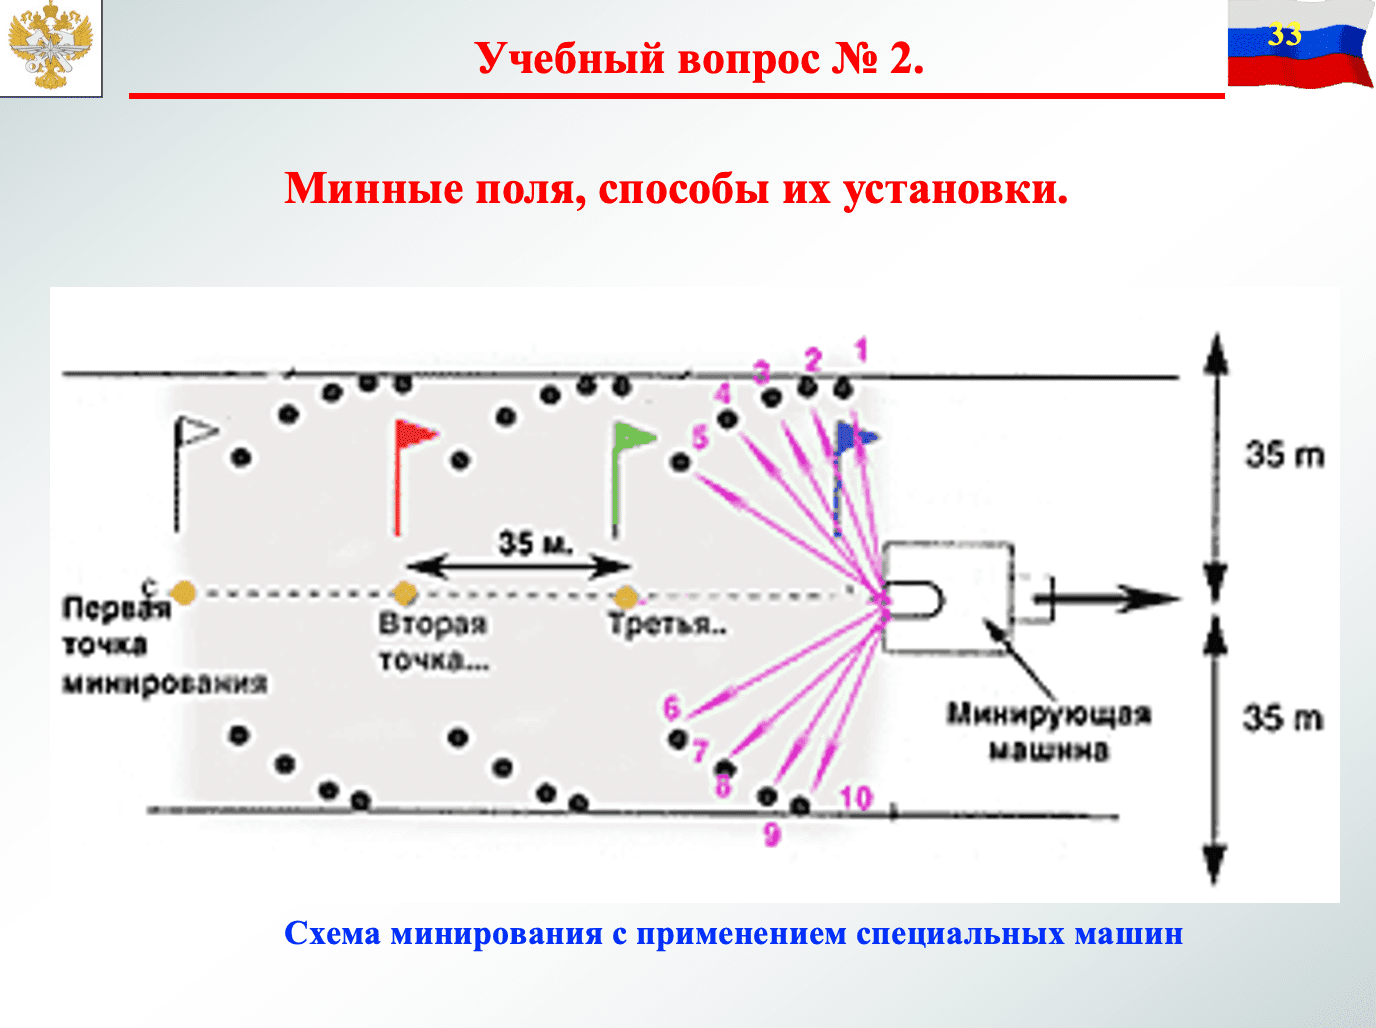 33
Учебный вопрос № 2.
Минные поля, способы их установки.
1
2
3
4
5
35 m
35 м.
С
Первая
точка
минирования
Вторая
точка...
Третья..
6
7
8
9
10
Минирующая
машина
35 m
Схема минирования с применением специальных машин